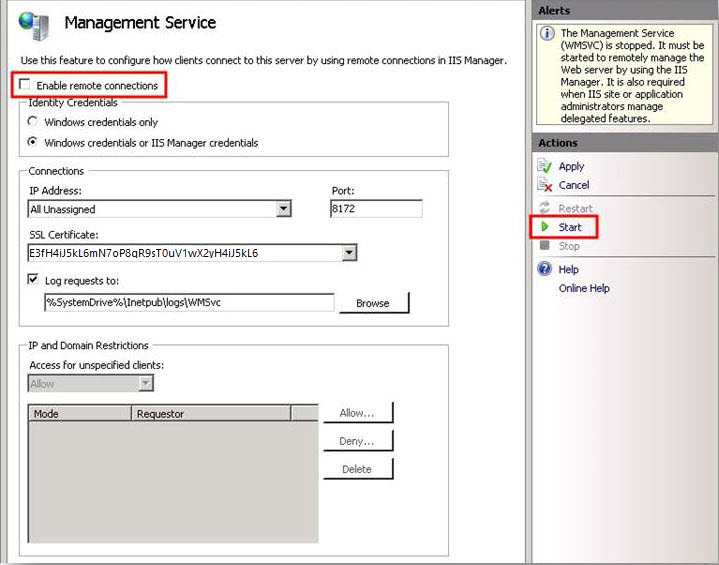 Management Service
Use this feature to configure how clients connect to this server by using remote connections in IIS Manager.
Enable remote connections
Identity Credentials
Windows credentials only
Windows credentials or IIS Manager credentials
Connections
IP Address:
Port:
All Unassigned
8172
SSL Certificate:
E3fH4iJ5kL6mN7oP8qR9sT0uV1wX2yH4iJ5kL6
Log requests to:
%SystemDrive%\Inetpub\logs\WMSvc
Browse
IP and Domain Restrictions
Access for unspecified clients:
Allow
Mode
Requestor
Allow...
Deny...
Delete
Alerts
The Management Service
(WMSVC) is stopped. It must be
started to remotely manage the
Web server by using the IIS
Manager. It is also required
when IIS site or application
administrators manage
delegated features.
Actions
Apply
Cancel
Restart
Start
Stop
Help
Online Help